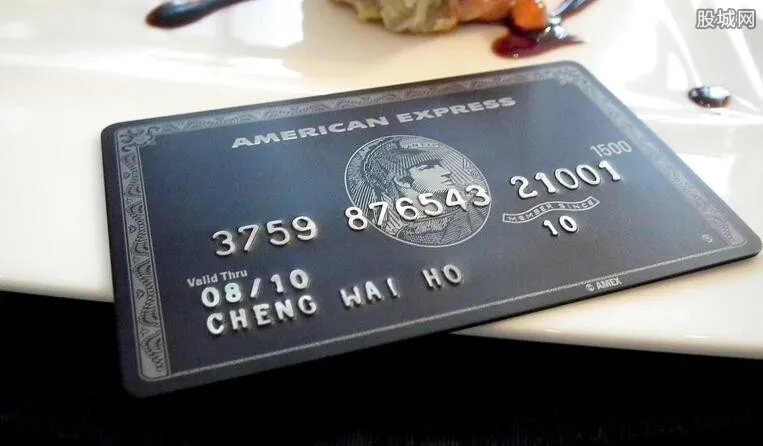 股城网
AMERICAN EXPRESS
1500
3759 876543 21001
MEMBER SINCE
10
Valid Thru
08/10
CHENG WAI HO
© AMEX